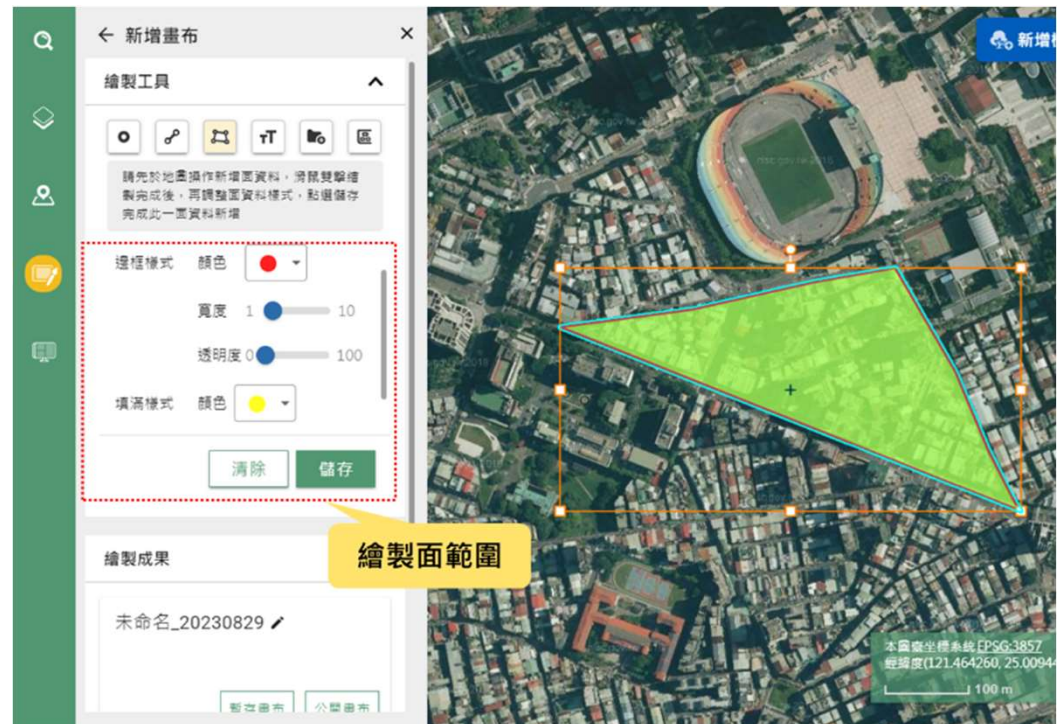 ← 新增畫布 ×
新增
繪製工具
請先於地圖操作新增面資料，滑鼠雙擊繪
製完成後，再調整面資料樣式，點選儲存
完成此一面資料新增
邊框樣式 顏色
寬度 1 10
透明度 0 100
填滿樣式 顏色
清除 儲存
繪製面範圍
繪製成果
未命名_20230829
暫存畫布 公開畫布
本圖臺坐標系統 EPSG:3857
經緯度(121.464260, 25.00944
100 m